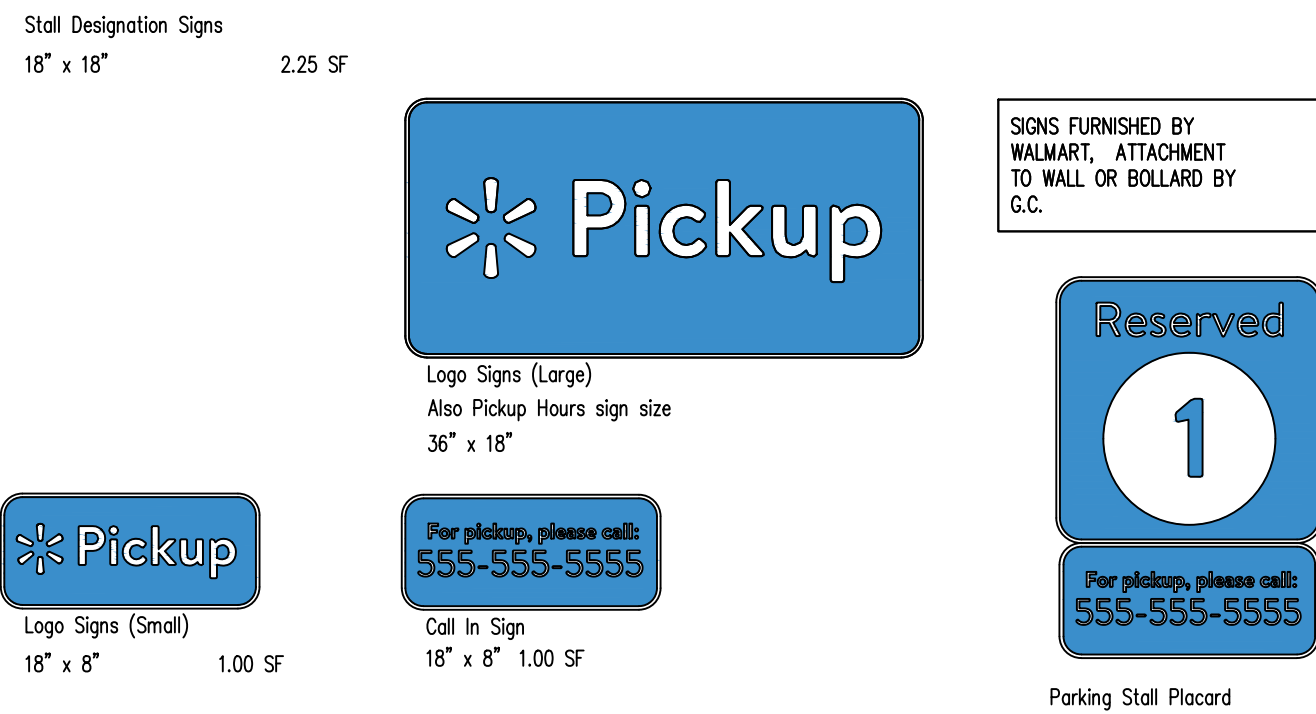 Stall Designation Signs
18" x 18" 2.25 SF
Pickup
Logo Signs (Large)
Also Pickup Hours sign size
36" x 18"
SIGNS FURNISHED BY
WALMART, ATTACHMENT
TO WALL OR BOLLARD BY
G.C.
Reserved
1
For pickup, please call:
555-555-5555
Parking Stall Placard
Pickup
Logo Signs (Small)
18" x 8" 1.00 SF
For pickup, please call:
555-555-5555
Call In Sign
18" x 8" 1.00 SF